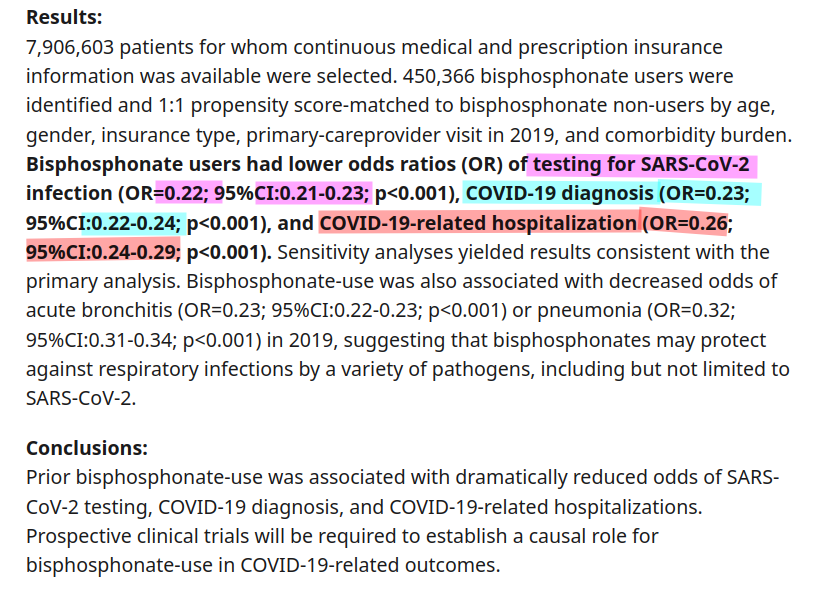 Results:
7,906,603 patients for whom continuous medical and prescription insurance
information was available were selected. 450,366 bisphosphonate users were
identified and 1:1 propensity score-matched to bisphosphonate non-users by age,
gender, insurance type, primary-careprovider visit in 2019, and comorbidity burden.
Bisphosphonate users had lower odds ratios (OR) of testing for SARS-CoV-2
infection (OR=0.22; 95%CI:0.21-0.23; p<0.001), COVID-19 diagnosis (OR=0.23;
95%CI:0.22-0.24; p<0.001), and COVID-19-related hospitalization (OR=0.26;
95%CI:0.24-0.29; p<0.001). Sensitivity analyses yielded results consistent with the
primary analysis. Bisphosphonate-use was also associated with decreased odds of
acute bronchitis (OR=0.23; 95%CI:0.22-0.23; p<0.001) or pneumonia (OR=0.32;
95%CI:0.31-0.34; p<0.001) in 2019, suggesting that bisphosphonates may protect
against respiratory infections by a variety of pathogens, including but not limited to
SARS-CoV-2.
Conclusions:
Prior bisphosphonate-use was associated with dramatically reduced odds of SARS-
CoV-2 testing, COVID-19 diagnosis, and COVID-19-related hospitalizations.
Prospective clinical trials will be required to establish a causal role for
bisphosphonate-use in COVID-19-related outcomes.